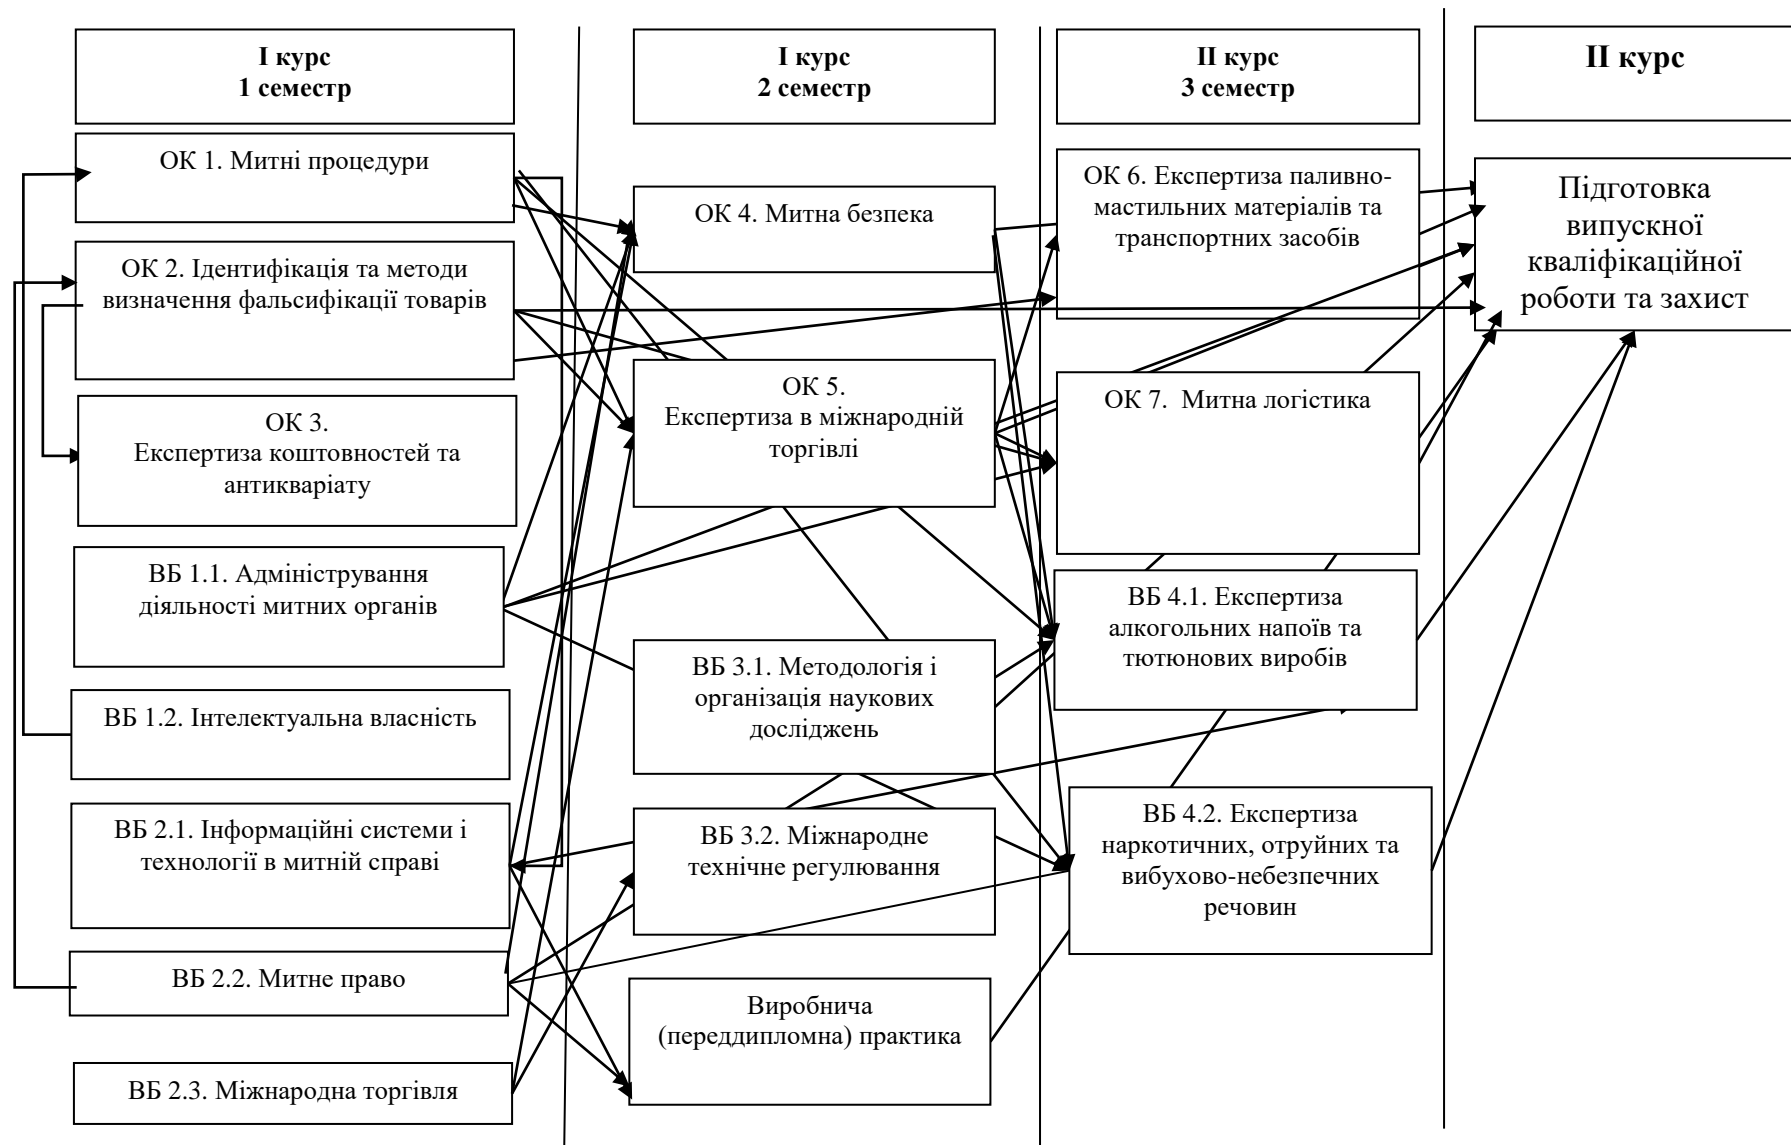 І курс
1 семестр
ОК 1. Митні процедури
ОК 2. Ідентифікація та методи
визначення фальсифікації товарів
ОК 3.
Експертиза коштовностей та
антикваріату
ВБ 1.1. Адміністрування
діяльності митних органів
ВБ 1.2. Інтелектуальна власність
ВБ 2.1. Інформаційні системи і
технології в митній справі
ВБ 2.2. Митне право
ВБ 2.3. Міжнародна торгівля
І курс
2 семестр
ОК 4. Митна безпека
ОК 5.
Експертиза в міжнародній
торгівлі
ВБ 3.1. Методологія і
організація наукових
досліджень
ВБ 3.2. Міжнародне
технічне регулювання
Виробнича
(переддипломна) практика
ІІ курс
3 семестр
ОК 6. Експертиза паливно-
мастильних матеріалів та
транспортних засобів
ОК 7. Митна логістика
ВБ 4.1. Експертиза
алкогольних напоїв та
тютюнових виробів
ВБ 4.2. Експертиза
наркотичних, отруйних та
вибухово-небезпечних
речовин
ІІ курс
Підготовка
випускної
кваліфікаційної
роботи та захист